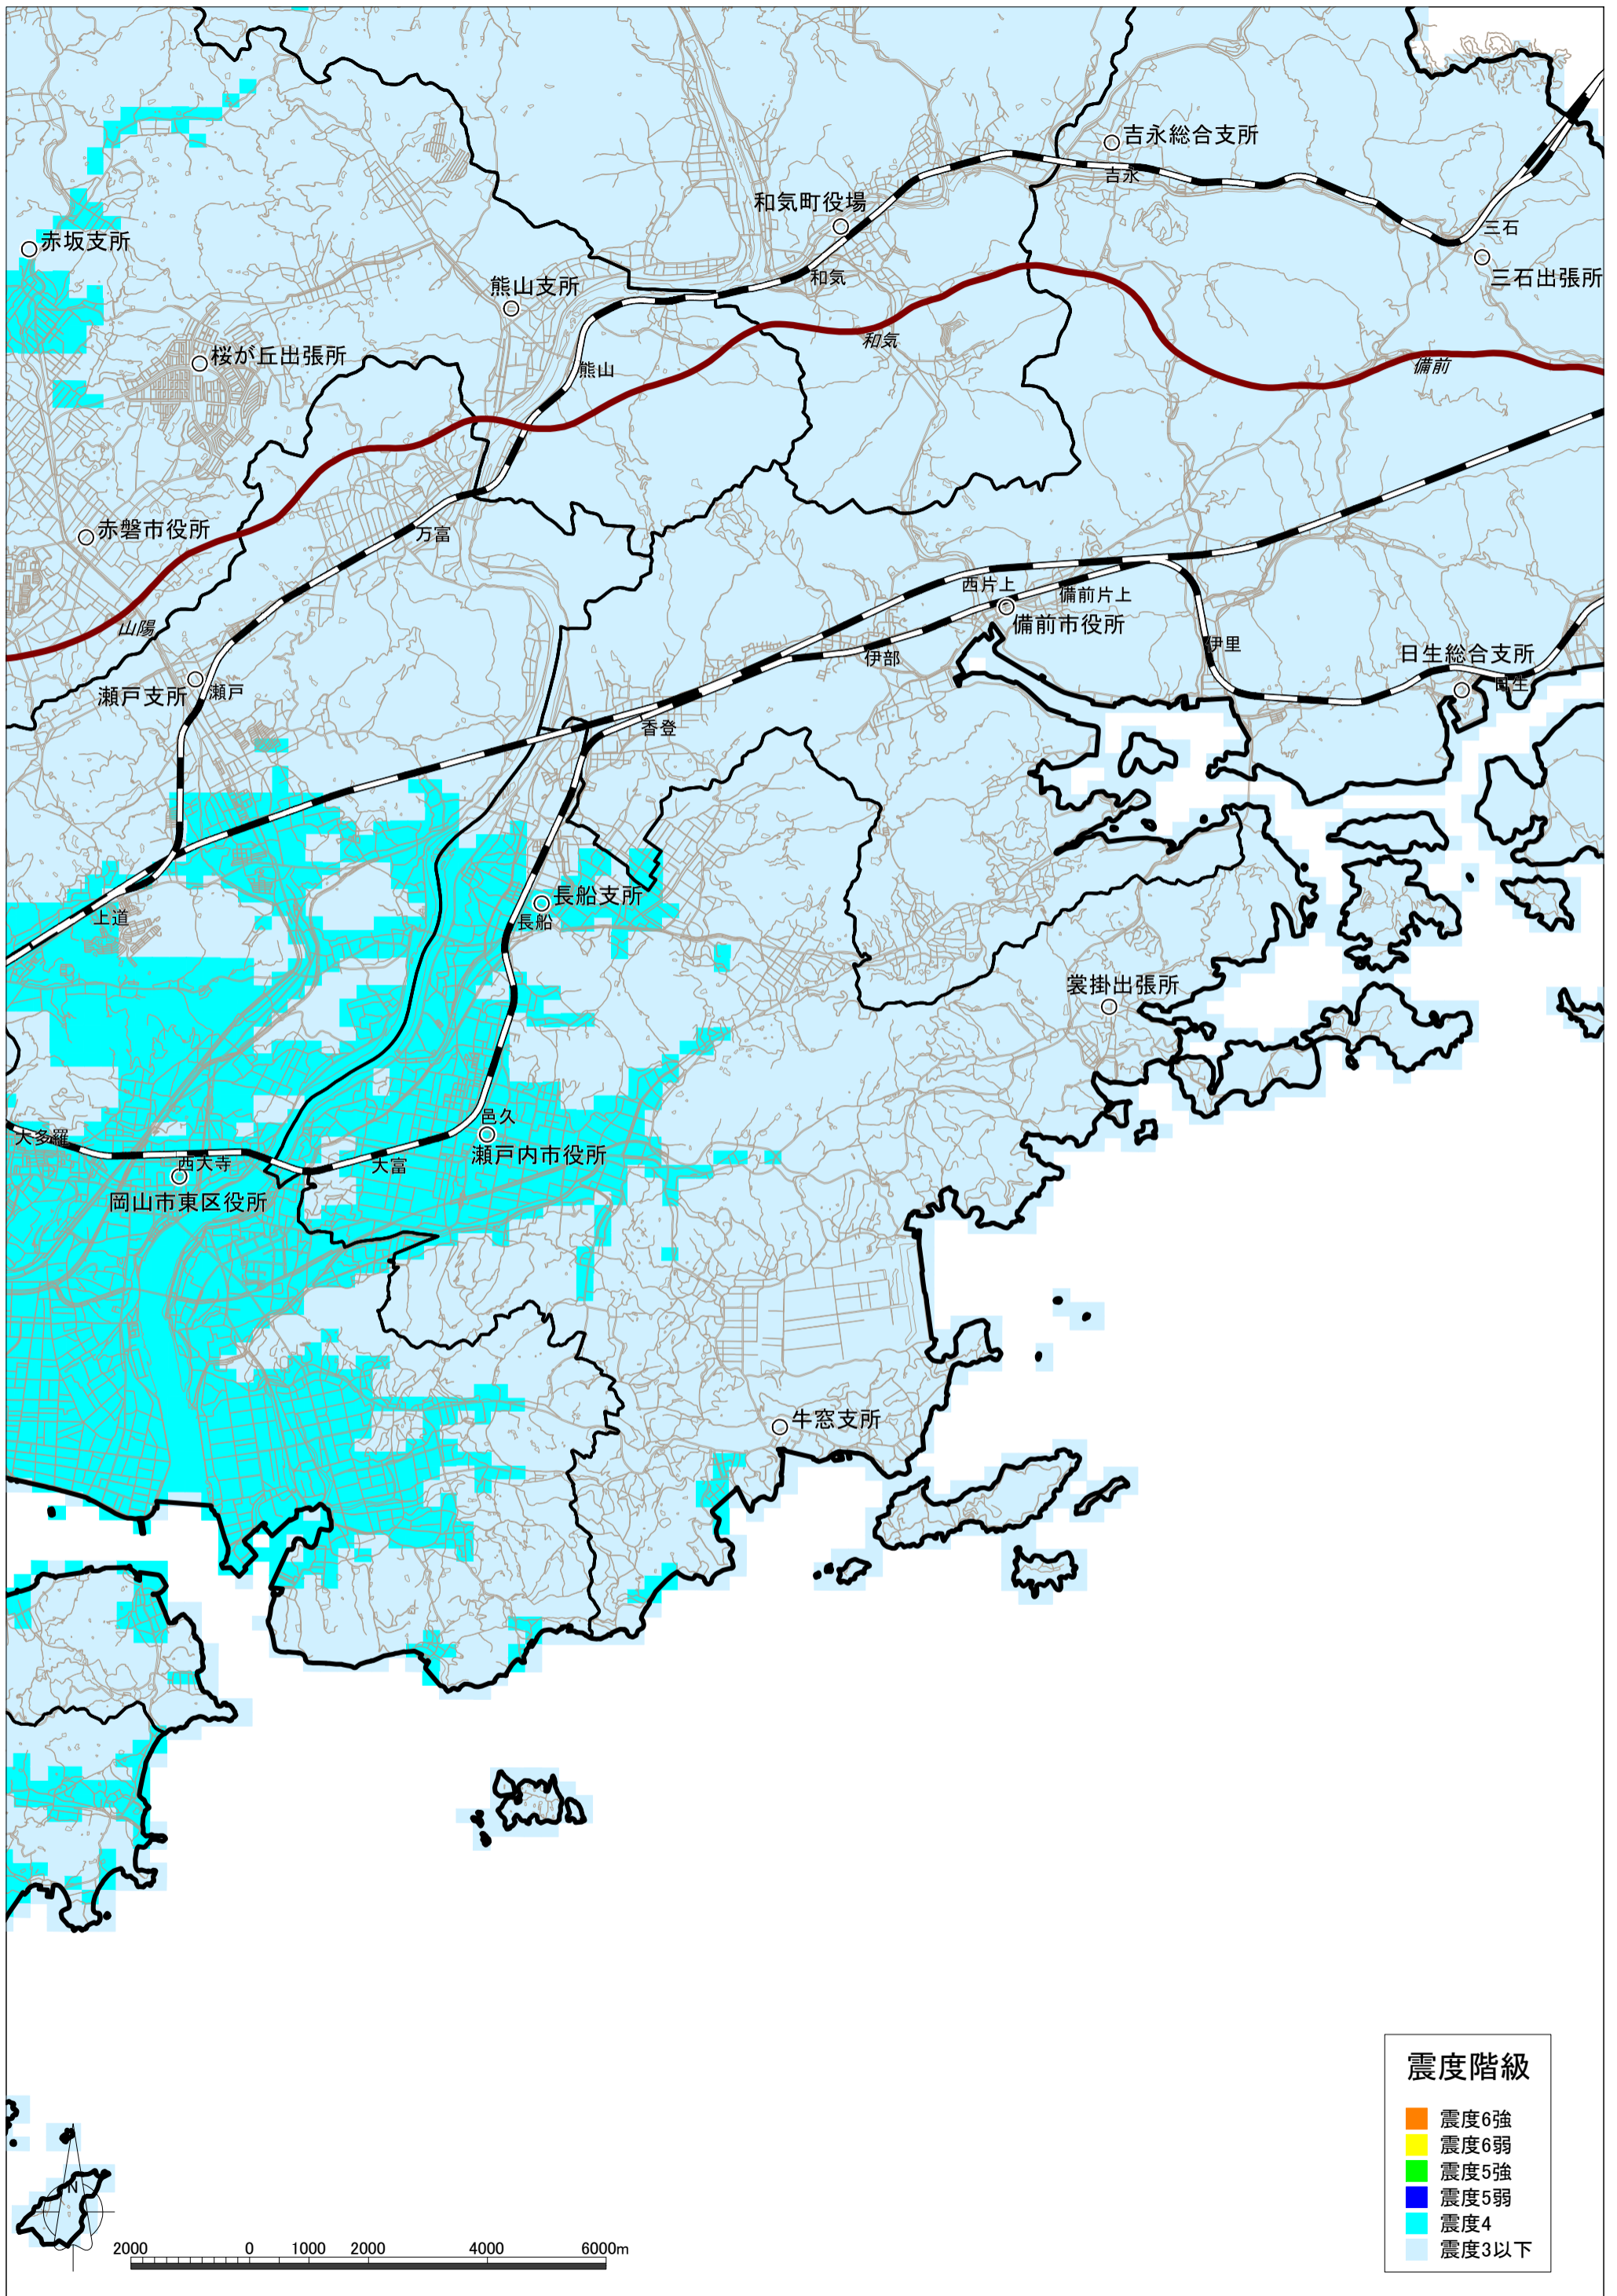 吉永総合支所
吉永
和気町役場
三石
赤坂支所
三石出張所
和気
熊山支所
和気
桜が丘出張所
備前
熊山
赤磐市役所
万富
西片上
備前片上
備前市役所
山陽
伊里
日生総合支所
伊部
日生
瀬戸支所
瀬戸
香登
長船支所
上道
長船
裳掛出張所
邑久
大多羅
瀬戸内市役所
西大寺
大富
岡山市東区役所
牛窓支所
震度階級
震度6強
震度6弱
震度5強
震度5弱
震度4
震度3以下
N
2000 0 1000 2000 4000 6000m